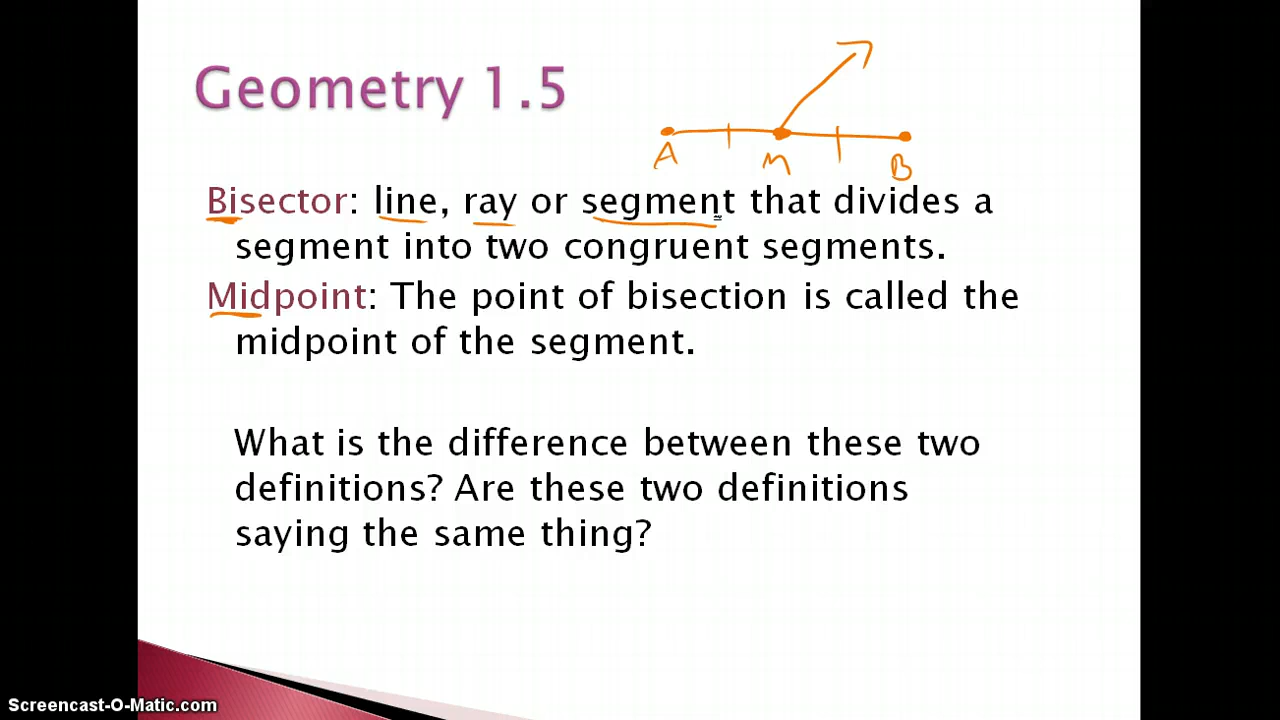 Geometry 1.5
A M B
Bisector: line, ray or segment that divides a
segment into two congruent segments.
Midpoint: The point of bisection is called the
midpoint of the segment.
What is the difference between these two
definitions? Are these two definitions
saying the same thing?
Screencast-O-Matic.com